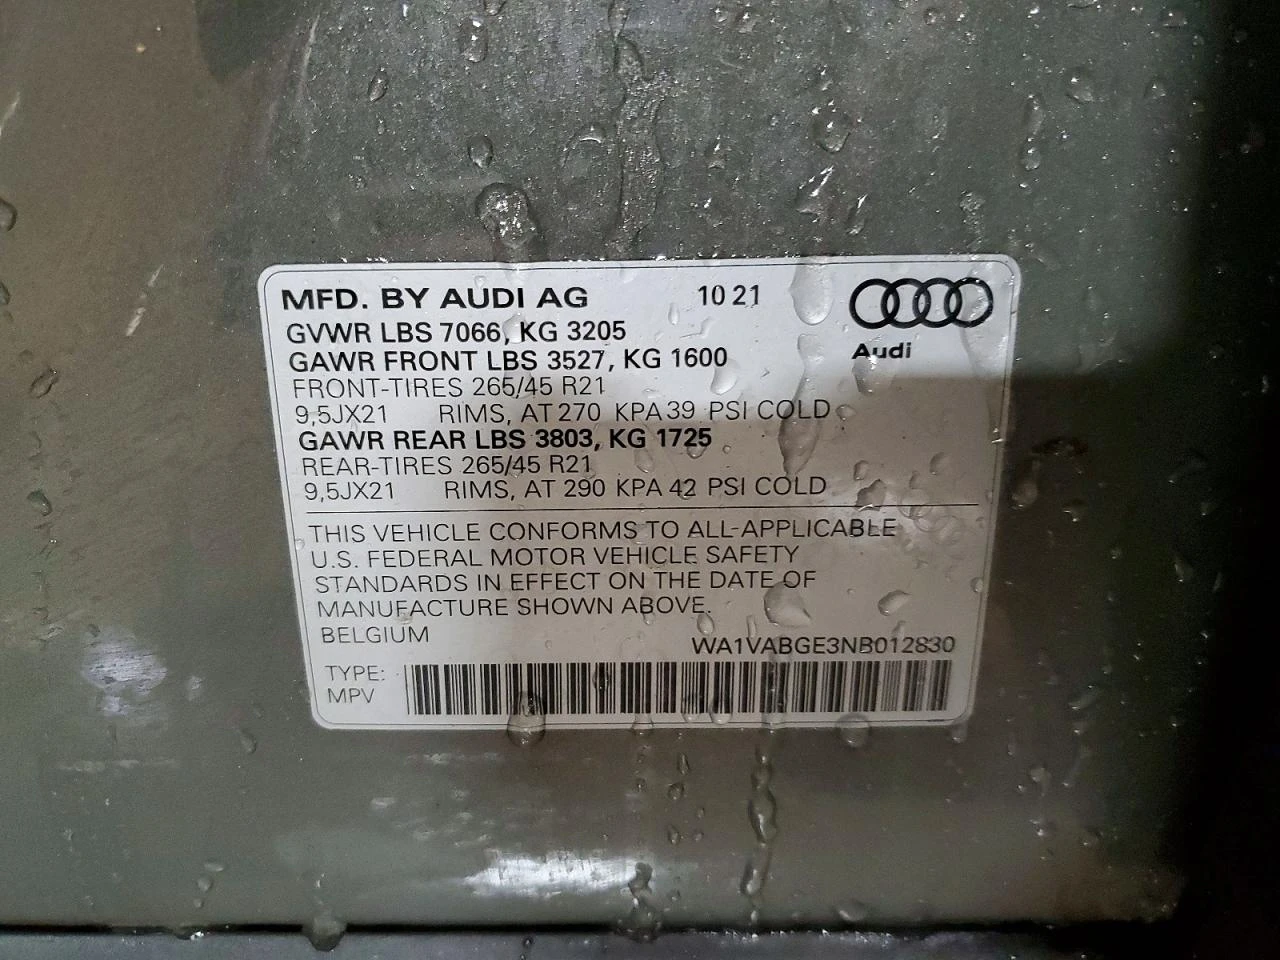 MFD. BY AUDI AG 10 21
GVWR LBS 7066, KG 3205
GAWR FRONT LBS 3527, KG 1600
Audi
FRONT-TIRES 265/45 R21
9,5JX21 RIMS, AT 270 KPA 39 PSI COLD
GAWR REAR LBS 3803, KG 1725
REAR-TIRES 265/45 R21
9,5JX21 RIMS, AT 290 KPA 42 PSI COLD
THIS VEHICLE CONFORMS TO ALL-APPLICABLE
U.S. FEDERAL MOTOR VEHICLE SAFETY
STANDARDS IN EFFECT ON THE DATE OF
MANUFACTURE SHOWN ABOVE.
BELGIUM WA1VABGE3NB012830
TYPE:
MPV